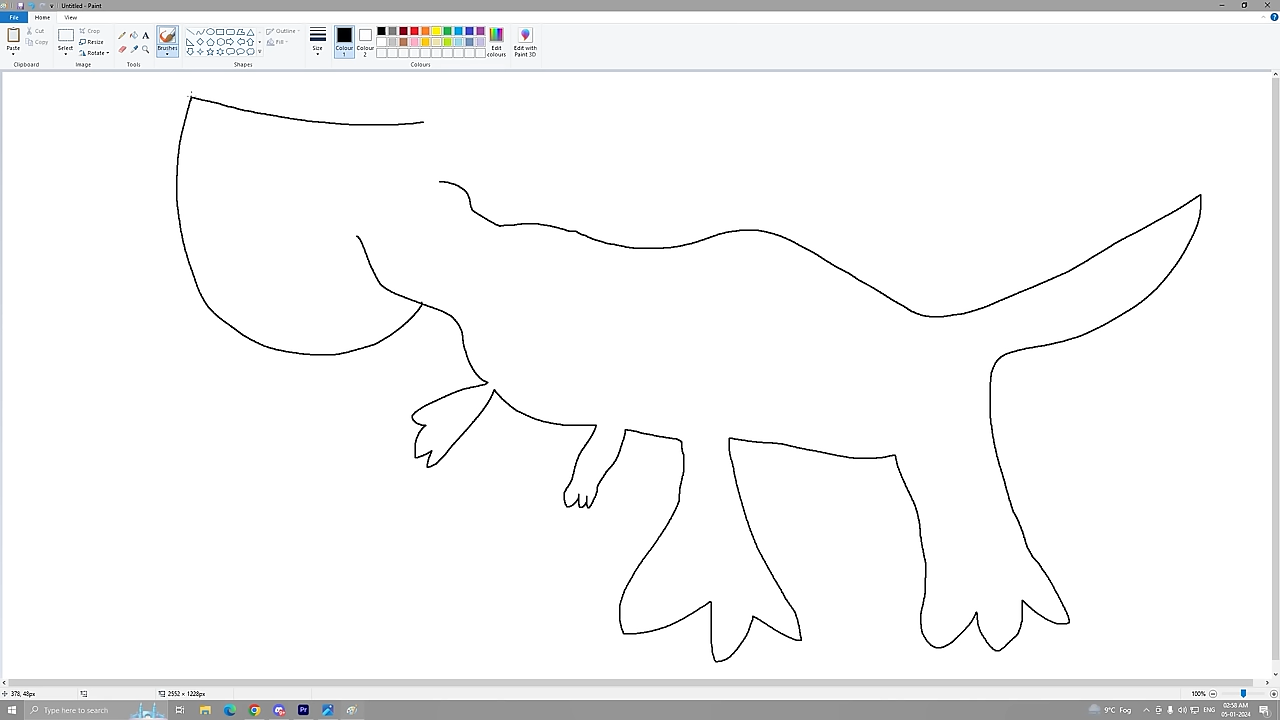 Untitled - Paint
File Home View
Paste
Cut
Copy
Clipboard
Select
Crop
Resize
Rotate
Image
A
Tools
Brushes
Outline
Fill
Shapes
Size
Colour 1
Colour 2
Edit colours
Edit with Paint 3D
Colours
378, 48px
2552 × 1228px
100%
Type here to search
Pr
9°C Fog
ENG
02:58 AM
05-01-2024